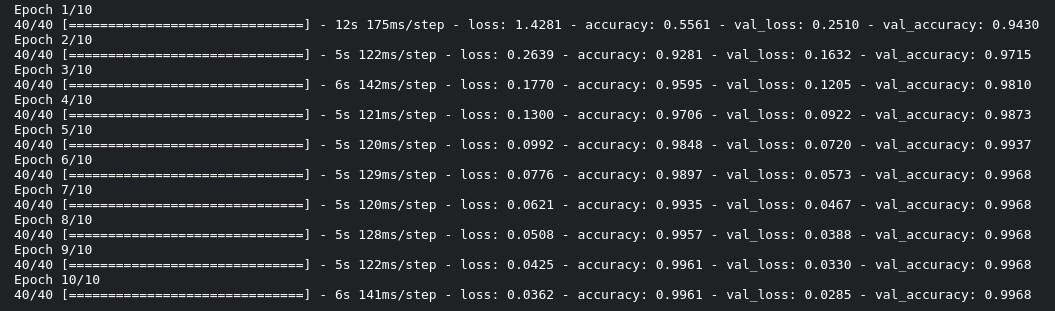 Epoch 1/10
40/40 [==============================] - 12s 175ms/step - loss: 1.4281 - accuracy: 0.5561 - val_loss: 0.2510 - val_accuracy: 0.9430
Epoch 2/10
40/40 [==============================] - 5s 122ms/step - loss: 0.2639 - accuracy: 0.9281 - val_loss: 0.1632 - val_accuracy: 0.9715
Epoch 3/10
40/40 [==============================] - 6s 142ms/step - loss: 0.1770 - accuracy: 0.9595 - val_loss: 0.1205 - val_accuracy: 0.9810
Epoch 4/10
40/40 [==============================] - 5s 121ms/step - loss: 0.1300 - accuracy: 0.9706 - val_loss: 0.0922 - val_accuracy: 0.9873
Epoch 5/10
40/40 [==============================] - 5s 120ms/step - loss: 0.0992 - accuracy: 0.9848 - val_loss: 0.0720 - val_accuracy: 0.9937
Epoch 6/10
40/40 [==============================] - 5s 129ms/step - loss: 0.0776 - accuracy: 0.9897 - val_loss: 0.0573 - val_accuracy: 0.9968
Epoch 7/10
40/40 [==============================] - 5s 120ms/step - loss: 0.0621 - accuracy: 0.9935 - val_loss: 0.0467 - val_accuracy: 0.9968
Epoch 8/10
40/40 [==============================] - 5s 128ms/step - loss: 0.0508 - accuracy: 0.9957 - val_loss: 0.0388 - val_accuracy: 0.9968
Epoch 9/10
40/40 [==============================] - 5s 122ms/step - loss: 0.0425 - accuracy: 0.9961 - val_loss: 0.0330 - val_accuracy: 0.9968
Epoch 10/10
40/40 [==============================] - 6s 141ms/step - loss: 0.0362 - accuracy: 0.9961 - val_loss: 0.0285 - val_accuracy: 0.9968